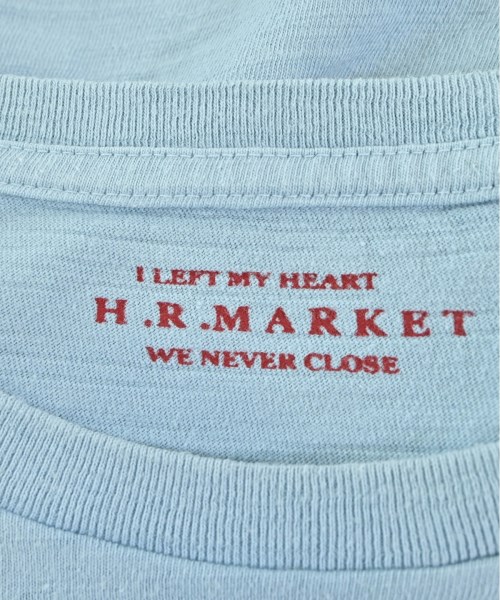 I LEFT MY HEART
H.R.MARKET
WE NEVER CLOSE